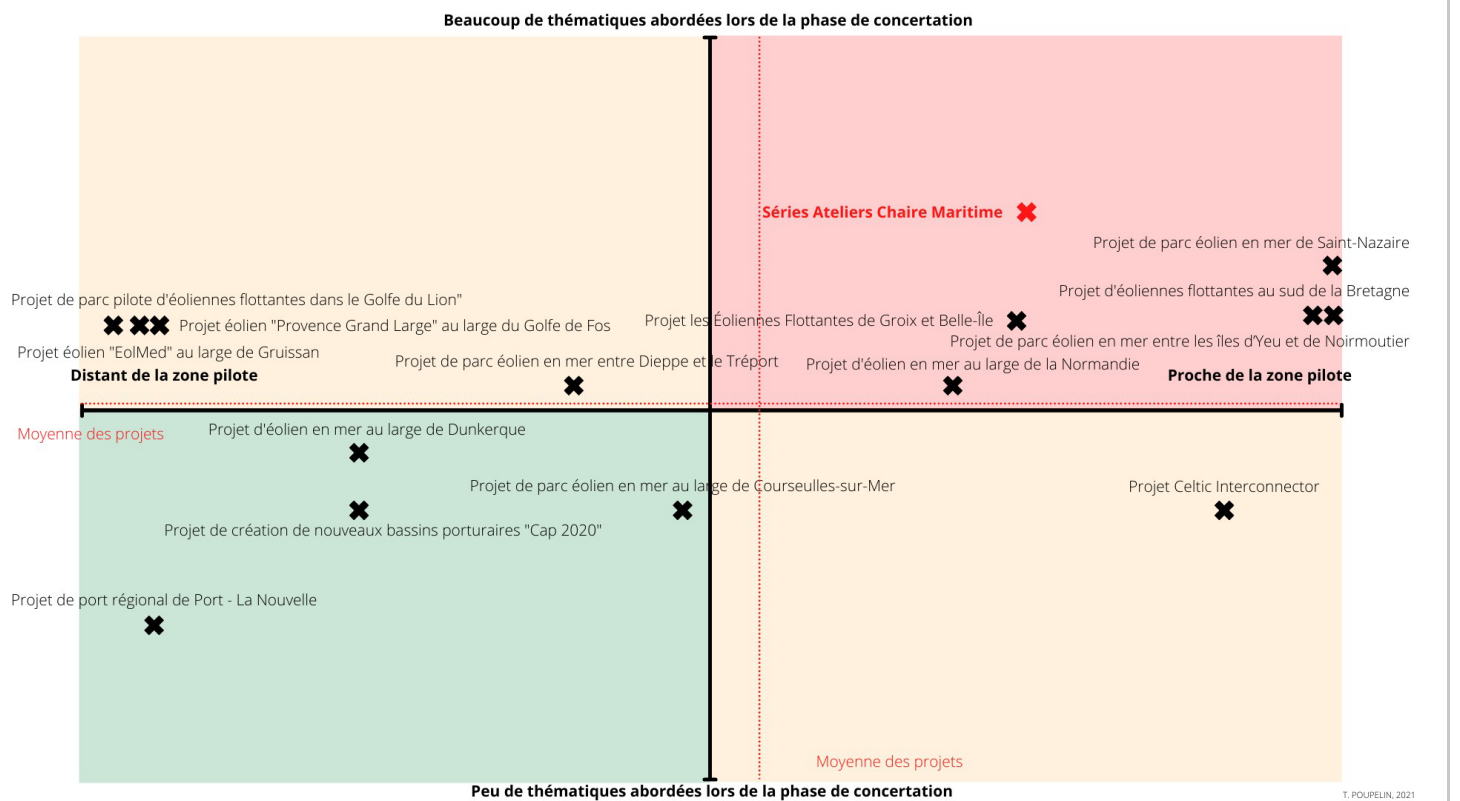 Beaucoup de thématiques abordées lors de la phase de concertation
Séries Ateliers Chaire Maritime
Projet de parc éolien en mer de Saint-Nazaire
Projet d'éoliennes flottantes au sud de la Bretagne
Projet de parc pilote d'éoliennes flottantes dans le Golfe du Lion"
Projet éolien "Provence Grand Large" au large du Golfe de Fos
Projet les Éoliennes Flottantes de Groix et Belle-Île
Projet de parc éolien en mer entre les îles d'Yeu et de Noirmoutier
Projet éolien "EolMed" au large de Gruissan
Projet de parc éolien en mer entre Dieppe et le Tréport
Projet d'éolien en mer au large de la Normandie
Distant de la zone pilote
Proche de la zone pilote
Moyenne des projets
Projet d'éolien en mer au large de Dunkerque
Projet de parc éolien en mer au large de Courseulles-sur-Mer
Projet Celtic Interconnector
Projet de création de nouveaux bassins porturaires "Cap 2020"
Projet de port régional de Port - La Nouvelle
Moyenne des projets
Peu de thématiques abordées lors de la phase de concertation
T. POUPELIN, 2021